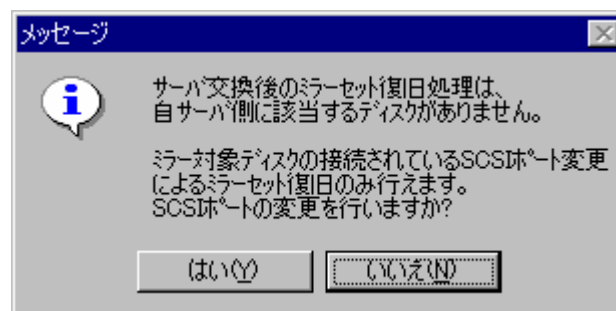 メッセージ
サーバ交換後のミラーセット復旧処理は、
自サーバ側に該当するディスクがありません。
ミラー対象ディスクの接続されているSCSIポート変更
によるミラーセット復旧のみ行えます。
SCSIポートの変更を行いますか?
はい(Y)
いいえ(N)